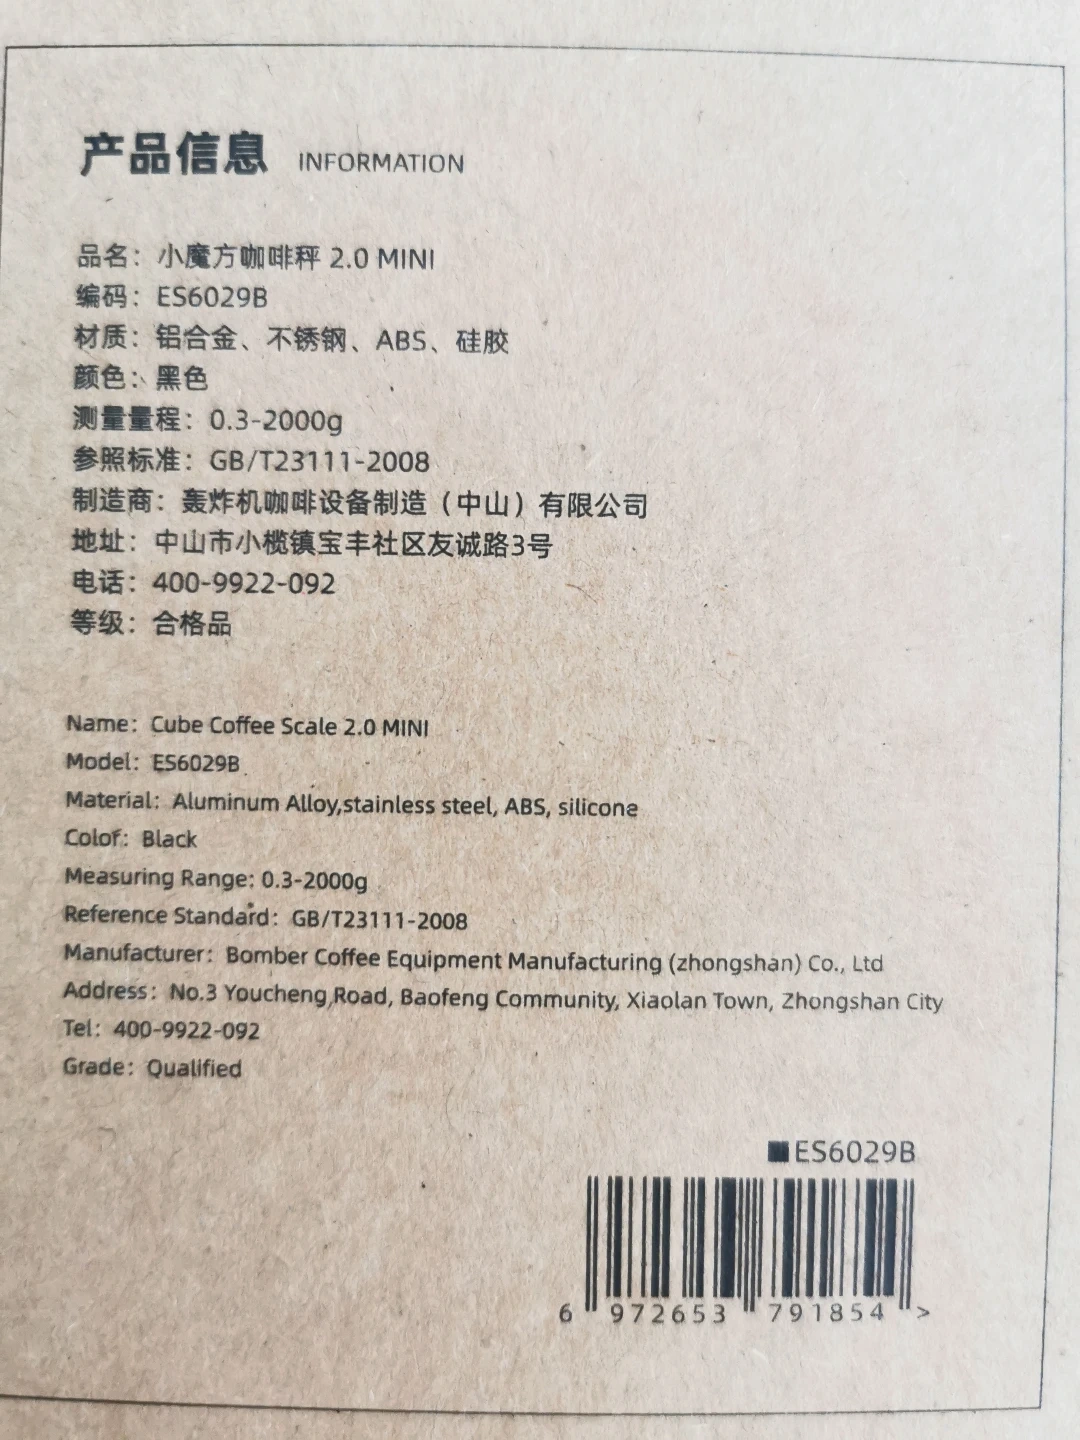 产品信息 INFORMATION
品名：小魔方咖啡秤 2.0 MINI
编码：ES6029B
材质：铝合金、不锈钢、ABS、硅胶
颜色：黑色
测量量程：0.3-2000g
参照标准：GB/T23111-2008
制造商：轰炸机咖啡设备制造（中山）有限公司
地址：中山市小榄镇宝丰社区友诚路3号
电话：400-9922-092
等级：合格品
Name：Cube Coffee Scale 2.0 MINI
Model：ES6029B
Material：Aluminum Alloy,stainless steel, ABS, silicone
Colof：Black
Measuring Range: 0.3-2000g
Reference Standard：GB/T23111-2008
Manufacturer：Bomber Coffee Equipment Manufacturing (zhongshan) Co., Ltd
Address：No.3 Youcheng Road, Baofeng Community, Xiaolan Town, Zhongshan City
Tel：400-9922-092
Grade：Qualified
■ES6029B
6 972653 791854 >